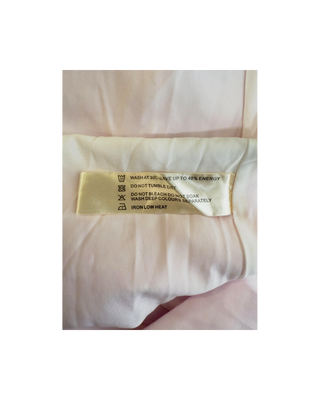 WASH AT 30° SAVE UP TO 40% ENERGY
DO NOT TUMBLE DRY
DO NOT BLEACH DO NOT SOAK
WASH DEEP COLOURS SEPARATELY
IRON LOW HEAT